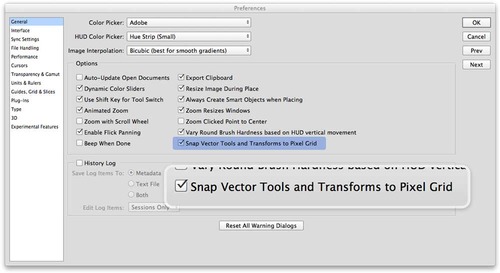 Preferences
General
Interface
Sync Settings
File Handling
Performance
Cursors
Transparency & Gamut
Units & Rulers
Guides, Grid & Slices
Plug-Ins
Type
3D
Experimental Features
Color Picker: Adobe
HUD Color Picker: Hue Strip (Small)
Image Interpolation: Bicubic (best for smooth gradients)
OK
Cancel
Prev
Next
Options
Auto-Update Open Documents
Export Clipboard
Dynamic Color Sliders
Resize Image During Place
Use Shift Key for Tool Switch
Always Create Smart Objects when Placing
Animated Zoom
Zoom Resizes Windows
Zoom with Scroll Wheel
Zoom Clicked Point to Center
Enable Flick Panning
Vary Round Brush Hardness based on HUD vertical movement
Beep When Done
Snap Vector Tools and Transforms to Pixel Grid
History Log
Save Log Items To: Metadata
Text File
Both
Edit Log Items: Sessions Only
Vary Round Brush Hardness based on HUD vertica
Snap Vector Tools and Transforms to Pixel Grid
Reset All Warning Dialogs